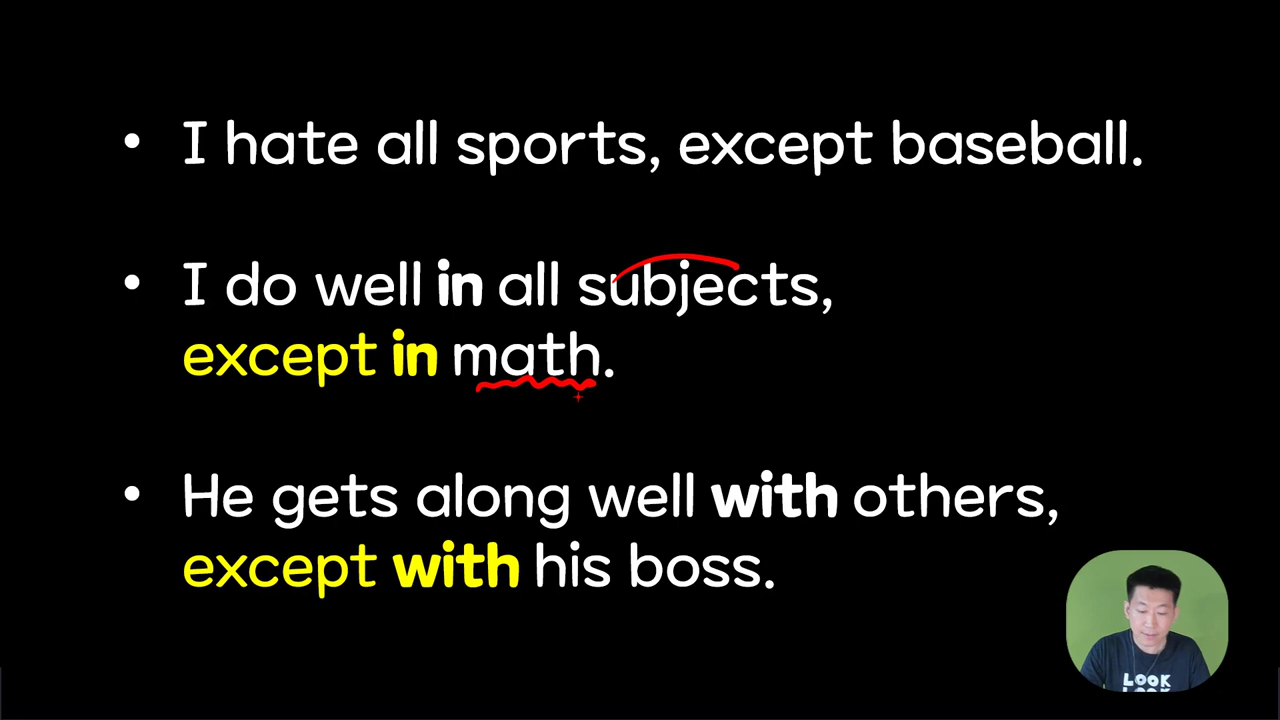 • I hate all sports, except baseball.
• I do well in all subjects,
except in math.
• He gets along well with others,
except with his boss.
LOOK
LOOK